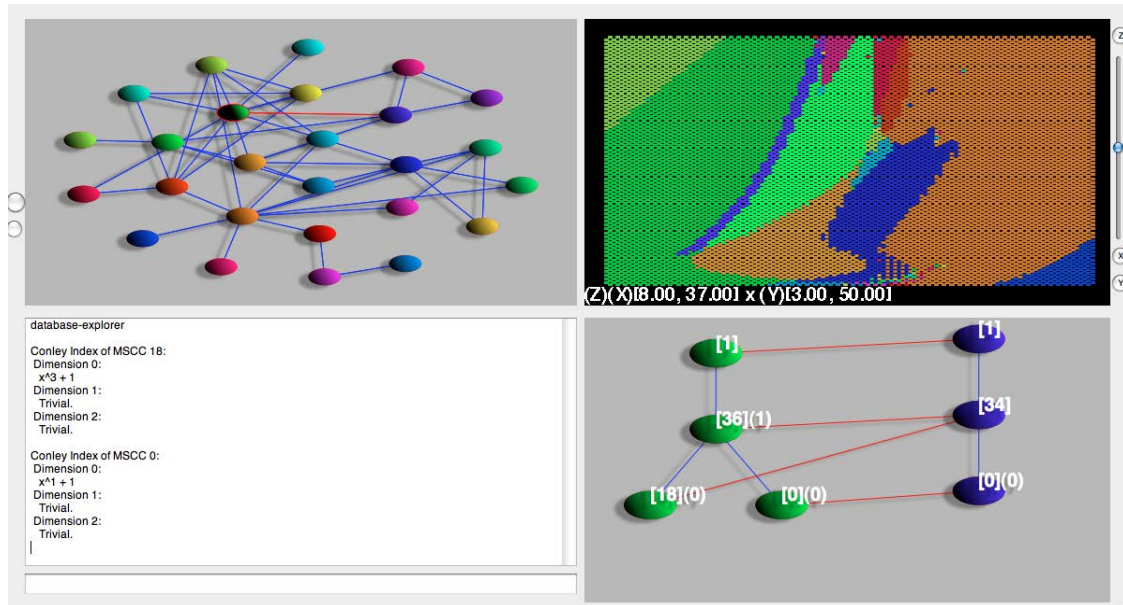 Z
(Z)(X)[8.00 , 37.00] x (Y)[3.00 , 50.00]
X
Y
database-explorer
Conley Index of MSCC 18:
Dimension 0:
x^3 + 1
Dimension 1:
Trivial.
Dimension 2:
Trivial.
Conley Index of MSCC 0:
Dimension 0:
x^1 + 1
Dimension 1:
Trivial.
Dimension 2:
Trivial.
[1] [1]
[36](1) [34]
[18](0) [0](0) [0](0)